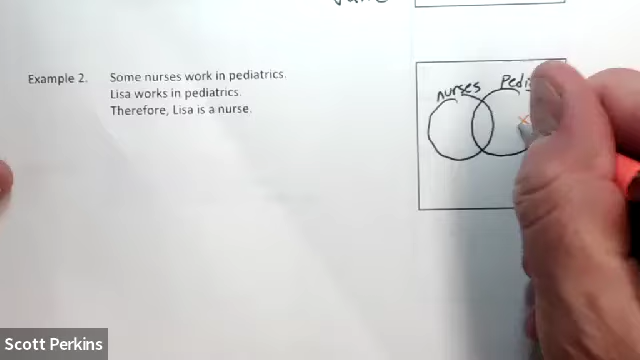 Example 2. Some nurses work in pediatrics.
Lisa works in pediatrics.
Therefore, Lisa is a nurse.
nurses
x
Scott Perkins